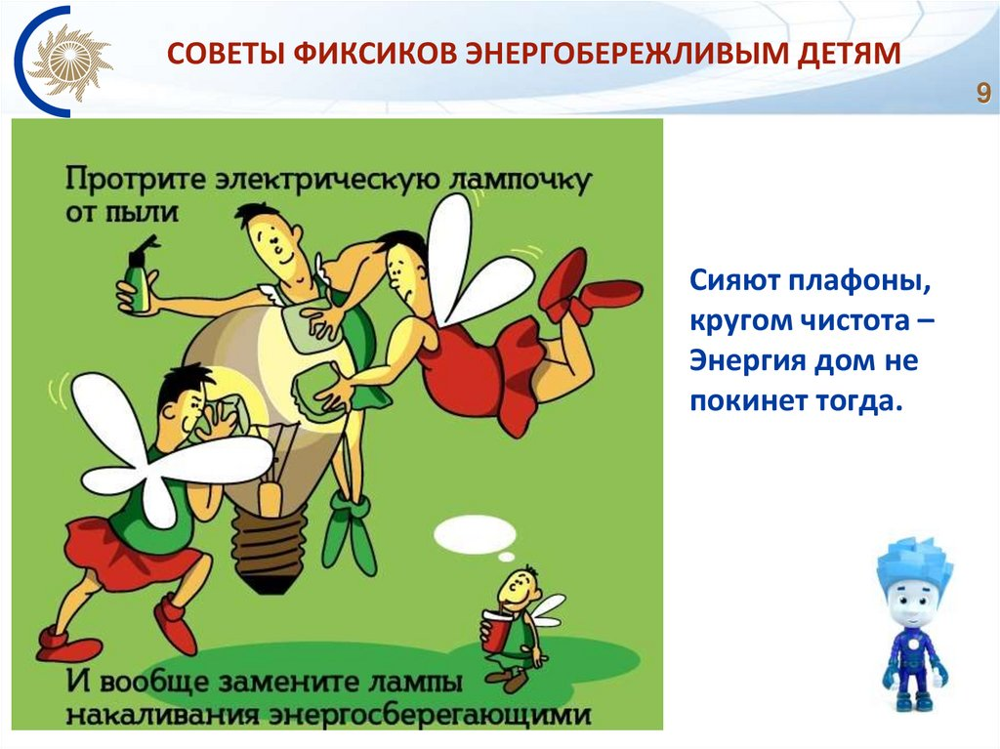 СОВЕТЫ ФИКСИКОВ ЭНЕРГОБЕРЕЖЛИВЫМ ДЕТЯМ
9
Протрите электрическую лампочку
от пыли
Сияют плафоны,
кругом чистота –
Энергия дом не
покинет тогда.
И вообще замените лампы
накаливания энергосберегающими